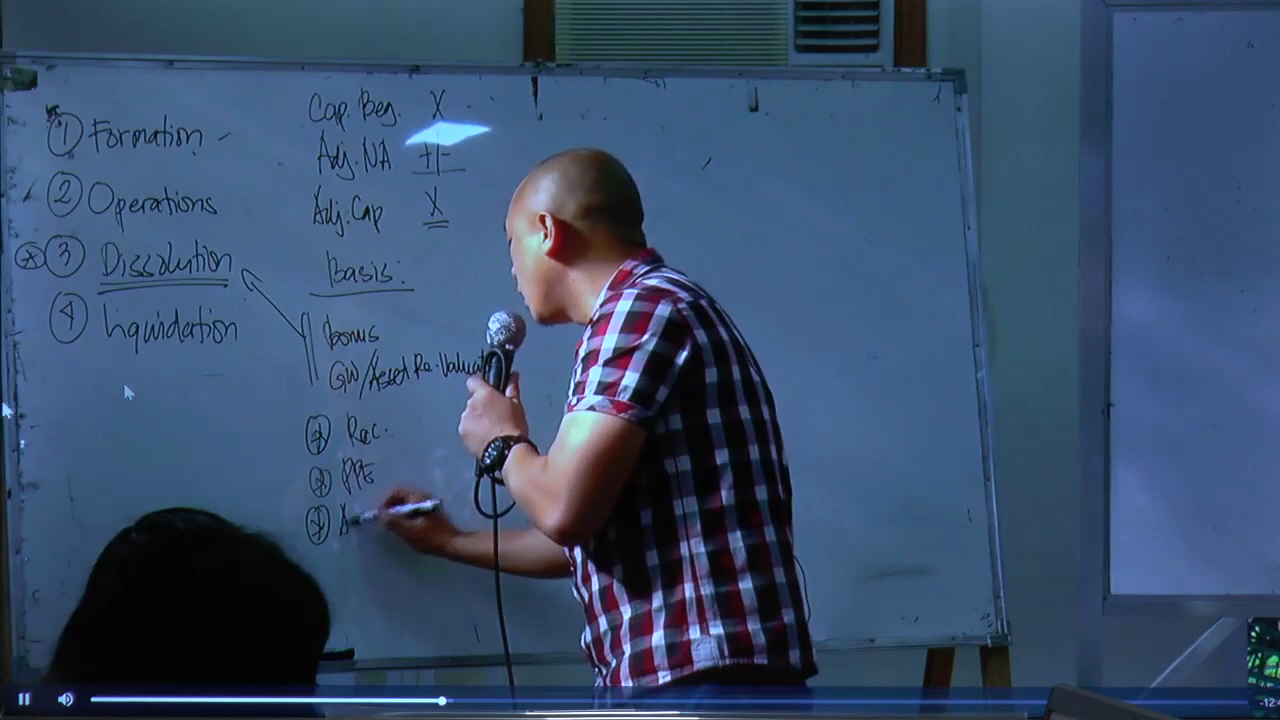 ① Formation -
② Operations
③ Dissolution
④ Liquidation
Cap. Beg. X
Adj. NA +/-
Adj. Cap X
Basis:
bonus
GW/Asset Re-Valuat
Rec.
PPE
-12